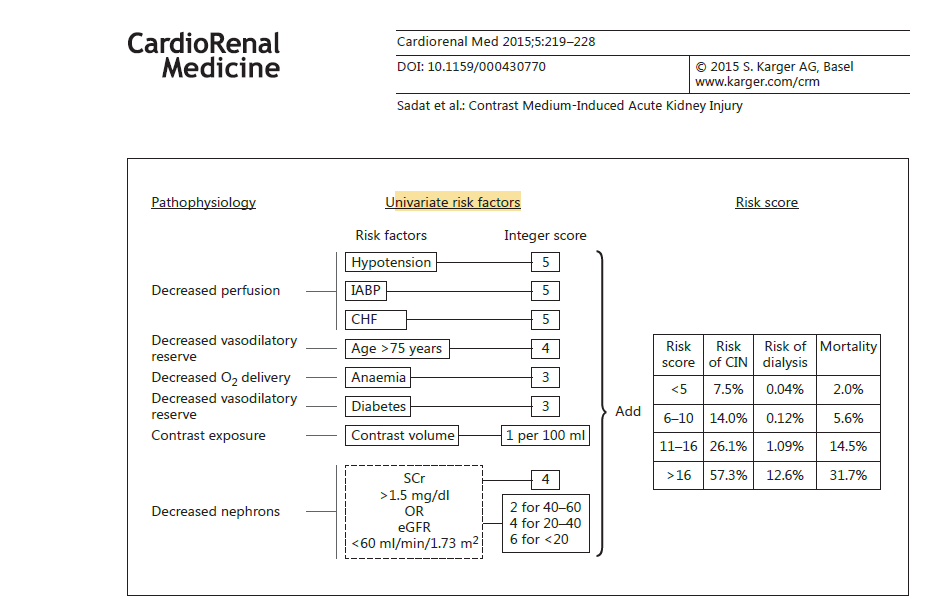 CardioRenal
Medicine
Cardiorenal Med 2015;5:219–228
DOI: 10.1159/000430770
© 2015 S. Karger AG, Basel
www.karger.com/crm
Sadat et al.: Contrast Medium-Induced Acute Kidney Injury
Pathophysiology
Univariate risk factors
Risk score
Risk factors
Integer score
Hypotension
5
Decreased perfusion
IABP
5
CHF
5
Decreased vasodilatory
reserve
Age >75 years
4
Decreased O2 delivery
Anaemia
3
Decreased vasodilatory
reserve
Diabetes
3
Contrast exposure
Contrast volume
1 per 100 ml
Decreased nephrons
SCr
>1.5 mg/dl
OR
eGFR
<60 ml/min/1.73 m2
4
2 for 40–60
4 for 20–40
6 for <20
Add
Risk score Risk of CIN Risk of dialysis Mortality
<5 7.5% 0.04% 2.0%
6–10 14.0% 0.12% 5.6%
11–16 26.1% 1.09% 14.5%
>16 57.3% 12.6% 31.7%